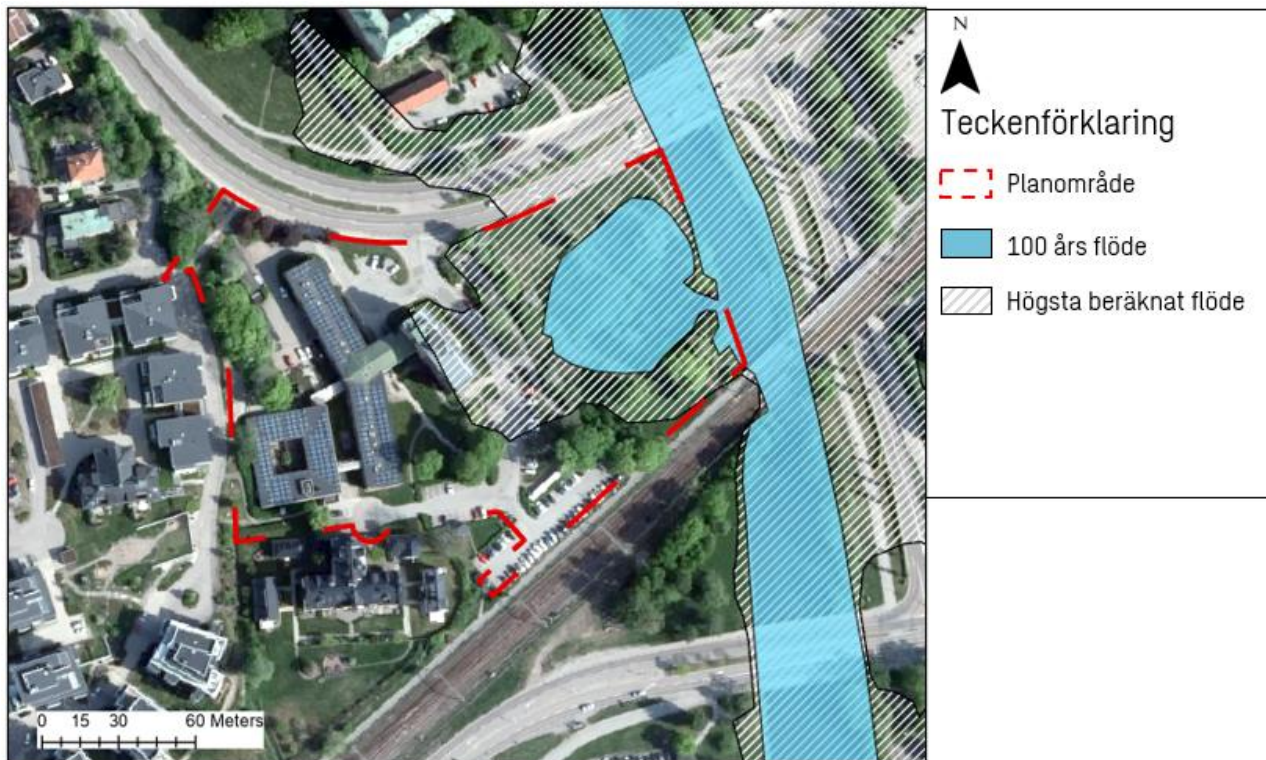 N
Teckenförklaring
Planområde
100 års flöde
Högsta beräknat flöde
0 15 30 60 Meters